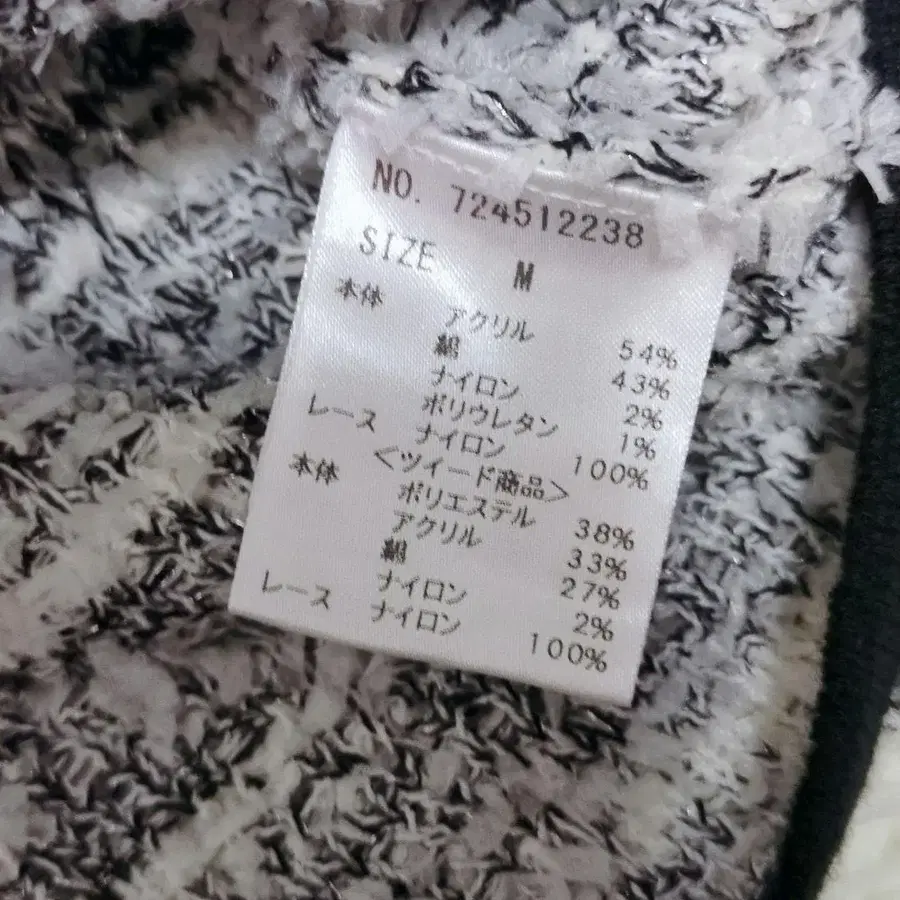 NO. 724512238
SIZE M
本体 アクリル 54%
綿 43%
ナイロン 2%
ポリウレタン 1%
レース ナイロン 100%
<ツイード商品>
本体 ポリエステル 38%
アクリル 33%
綿 27%
ナイロン 2%
レース ナイロン 100%